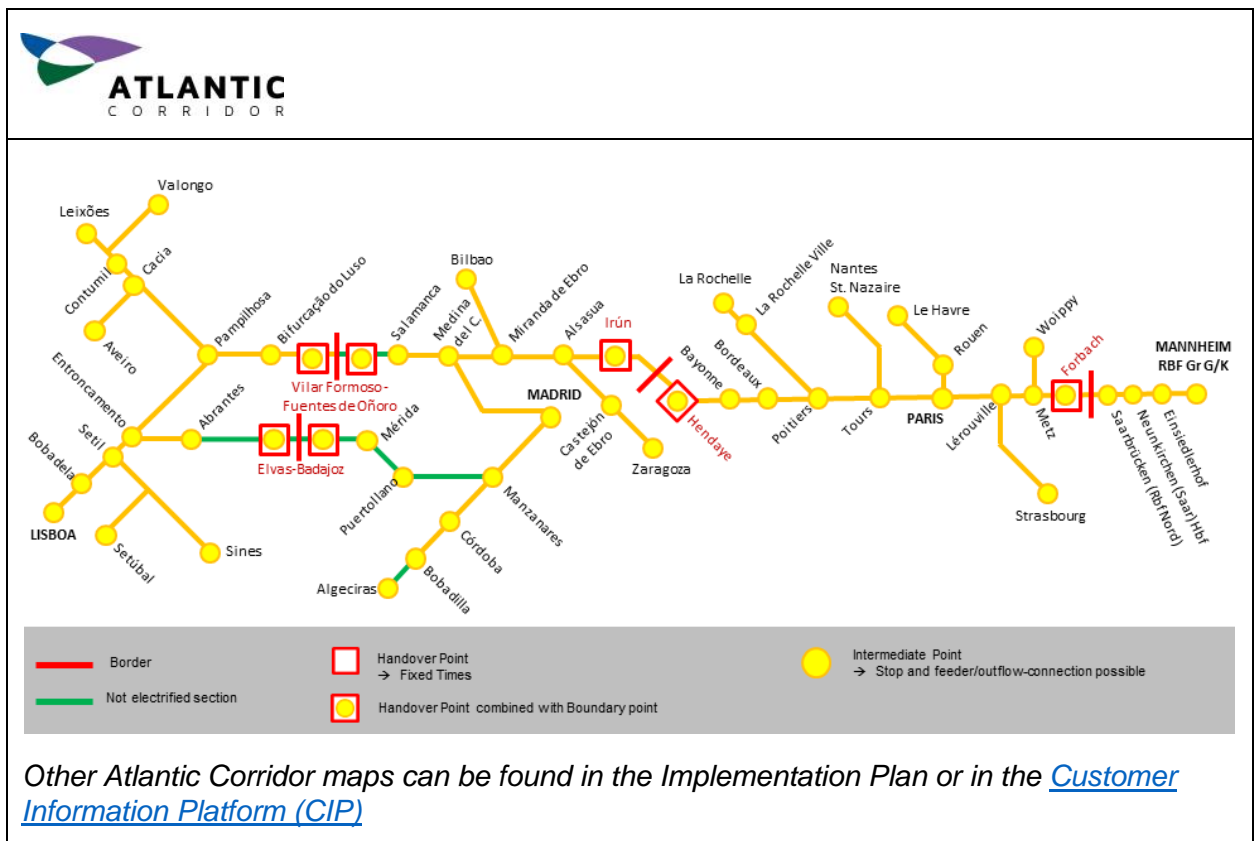 ATLANTIC
CORRIDOR
Valongo
Leixões
Contumil
Cacia
Aveiro
Pampilhosa
Bifurcação do Luso
Vilar Formoso -
Fuentes de Oñoro
Salamanca
Medina
del C.
Bilbao
Miranda de Ebro
Alsasua
Irún
Hendaye
Bayonne
Bordeaux
La Rochelle
La Rochelle Ville
Poitiers
Nantes
St. Nazaire
Tours
Le Havre
Rouen
PARIS
Lérouville
Woippy
Metz
Forbach
MANNHEIM
RBF Gr G/K
Saarbrücken (Rbf Nord)
Neunkirchen (Saar) Hbf
Einsiedlerhof
Strasbourg
Entroncamento
Abrantes
Setil
Bobadela
LISBOA
Setúbal
Sines
Elvas-Badajoz
Mérida
Puertollano
MADRID
Manzanares
Córdoba
Bobadilla
Algeciras
Castejón
de Ebro
Zaragoza
Border
Not electrified section
Handover Point
→ Fixed Times
Handover Point combined with Boundary point
Intermediate Point
→ Stop and feeder/outflow-connection possible
Other Atlantic Corridor maps can be found in the Implementation Plan or in the Customer
Information Platform (CIP)